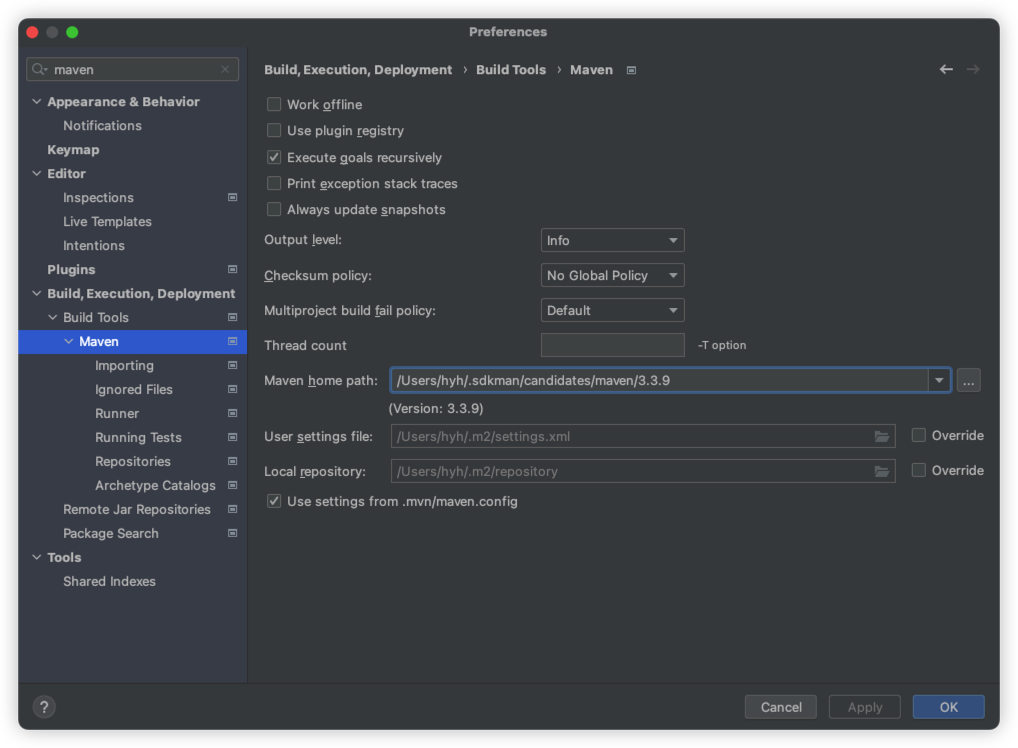 Preferences
maven
Appearance & Behavior
Notifications
Keymap
Editor
Inspections
Live Templates
Intentions
Plugins
Build, Execution, Deployment
Build Tools
Maven
Importing
Ignored Files
Runner
Running Tests
Repositories
Archetype Catalogs
Remote Jar Repositories
Package Search
Tools
Shared Indexes
Build, Execution, Deployment › Build Tools › Maven
Work offline
Use plugin registry
Execute goals recursively
Print exception stack traces
Always update snapshots
Output level: Info
Checksum policy: No Global Policy
Multiproject build fail policy: Default
Thread count -T option
Maven home path: /Users/hyh/.sdkman/candidates/maven/3.3.9 ...
(Version: 3.3.9)
User settings file: /Users/hyh/.m2/settings.xml Override
Local repository: /Users/hyh/.m2/repository Override
Use settings from .mvn/maven.config
? Cancel Apply OK